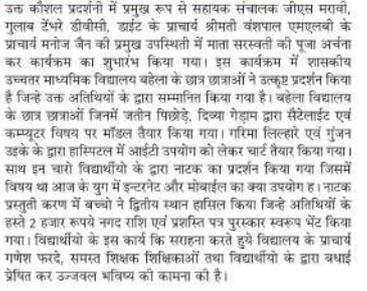 उक्त कौशल प्रदर्शनी में प्रमुख रूप से सहायक संचालक जीएस मरावी,
गुलाब टेंभरे डीवीसी, डाईट के प्राचार्य श्रीमती वंशपाल एमएलबी के
प्राचार्य मनोज जैन की प्रमुख उपस्थिती में माता सरस्वती की पूजा अर्चना
कर कार्यक्रम का शुभारंभ किया गया। इस कार्यक्रम में शासकीय
उच्चतर माध्यमिक विद्यालय बहेला के छात्र छात्राओं ने उत्कृष्ट प्रदर्शन किया
है जिन्हे उक्त अतिथियों के द्वारा सम्मानित किया गया है। बहेला विद्यालय
के छात्र छात्राओं जिनमें जतीन पिछोड़े, दिव्या गेड़ाम द्वारा सैटेलाईट एवं
कम्प्यूटर विषय पर मॉडल तैयार किया गया। गरिमा लिल्हारे एवं गुंजन
उइके के द्वारा हास्पिटल में आईटी उपयोग को लेकर चार्ट तैयार किया गया।
साथ इन चारो विद्यार्थीयो के द्वारा नाटक का प्रदर्शन किया गया जिसमें
विषय था आज के युग में इन्टरनेट और मोबाईल का क्या उपयोग ह। नाटक
प्रस्तुती करण में बच्चो ने द्वितीय स्थान हासिल किया जिन्हे अतिथियों के
हस्ते 2 हजार रूपये नगद राशि एवं प्रशस्ति पत्र पुरस्कार स्वरूप भेंट किया
गया। विद्यार्थीयो के इस कार्य कि सराहना करते हुये विद्यालय के प्राचार्य
गणेश फरदे, समस्त शिक्षक शिक्षिकाओं तथा विद्यार्थीयो के द्वारा बधाई
प्रेषित कर उज्जवल भविष्य की कामना की है।